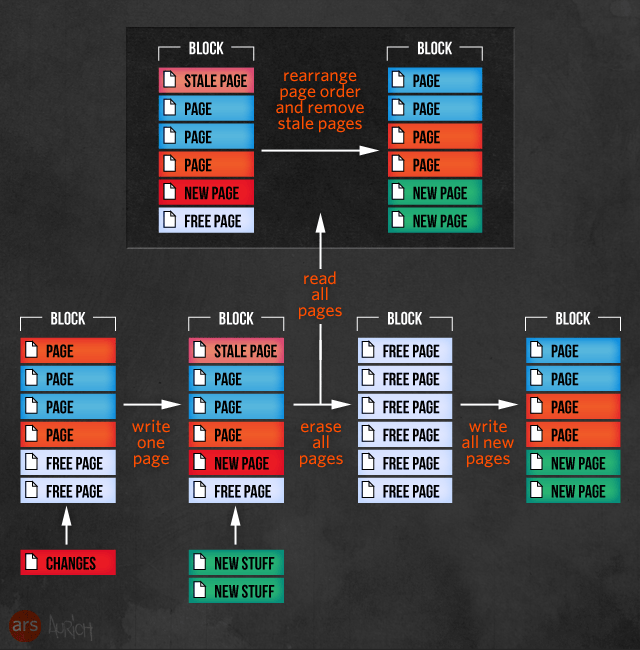 BLOCK
STALE PAGE
PAGE
PAGE
PAGE
NEW PAGE
FREE PAGE
rearrange
page order
and remove
stale pages
BLOCK
PAGE
PAGE
PAGE
PAGE
NEW PAGE
NEW PAGE
read
all
pages
BLOCK
PAGE
PAGE
PAGE
PAGE
FREE PAGE
FREE PAGE
CHANGES
write
one
page
BLOCK
STALE PAGE
PAGE
PAGE
PAGE
NEW PAGE
FREE PAGE
NEW STUFF
NEW STUFF
erase
all
pages
BLOCK
FREE PAGE
FREE PAGE
FREE PAGE
FREE PAGE
FREE PAGE
FREE PAGE
write
all new
pages
BLOCK
PAGE
PAGE
PAGE
PAGE
NEW PAGE
NEW PAGE
ars
AURICH